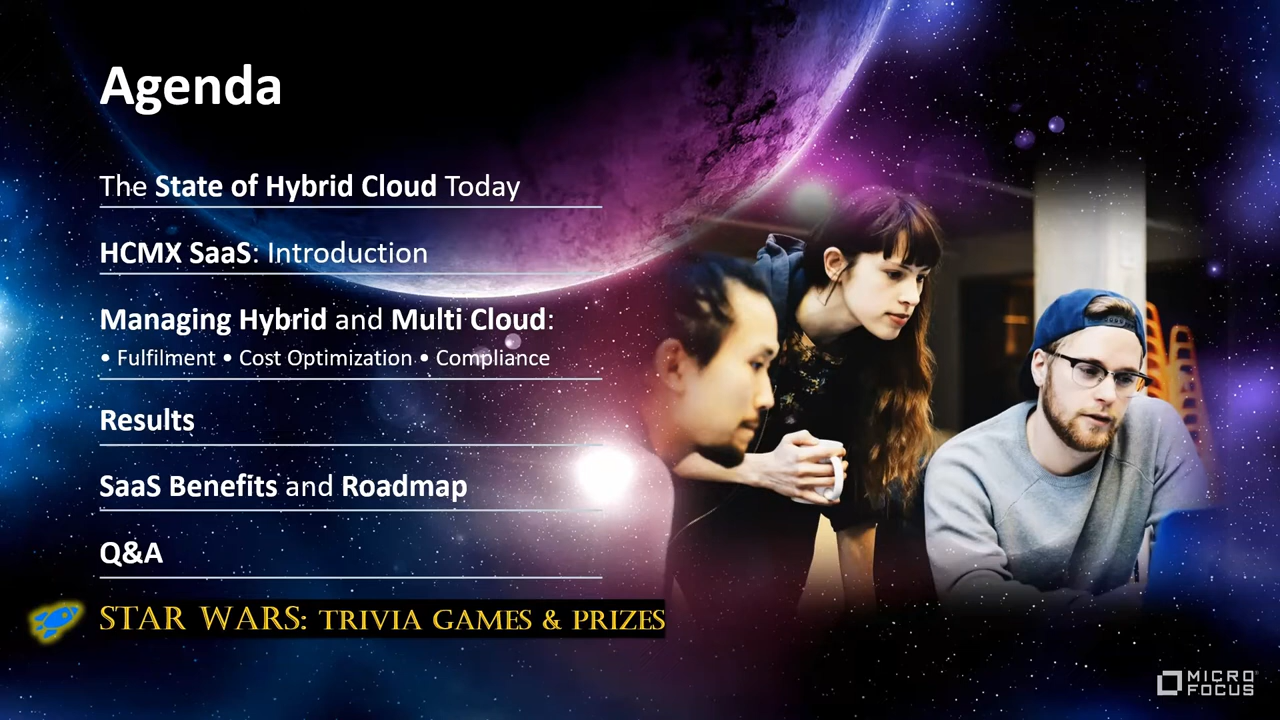 Agenda
The State of Hybrid Cloud Today
HCMX SaaS: Introduction
Managing Hybrid and Multi Cloud:
• Fulfilment • Cost Optimization • Compliance
Results
SaaS Benefits and Roadmap
Q&A
STAR WARS: TRIVIA GAMES & PRIZES
MICRO
FOCUS